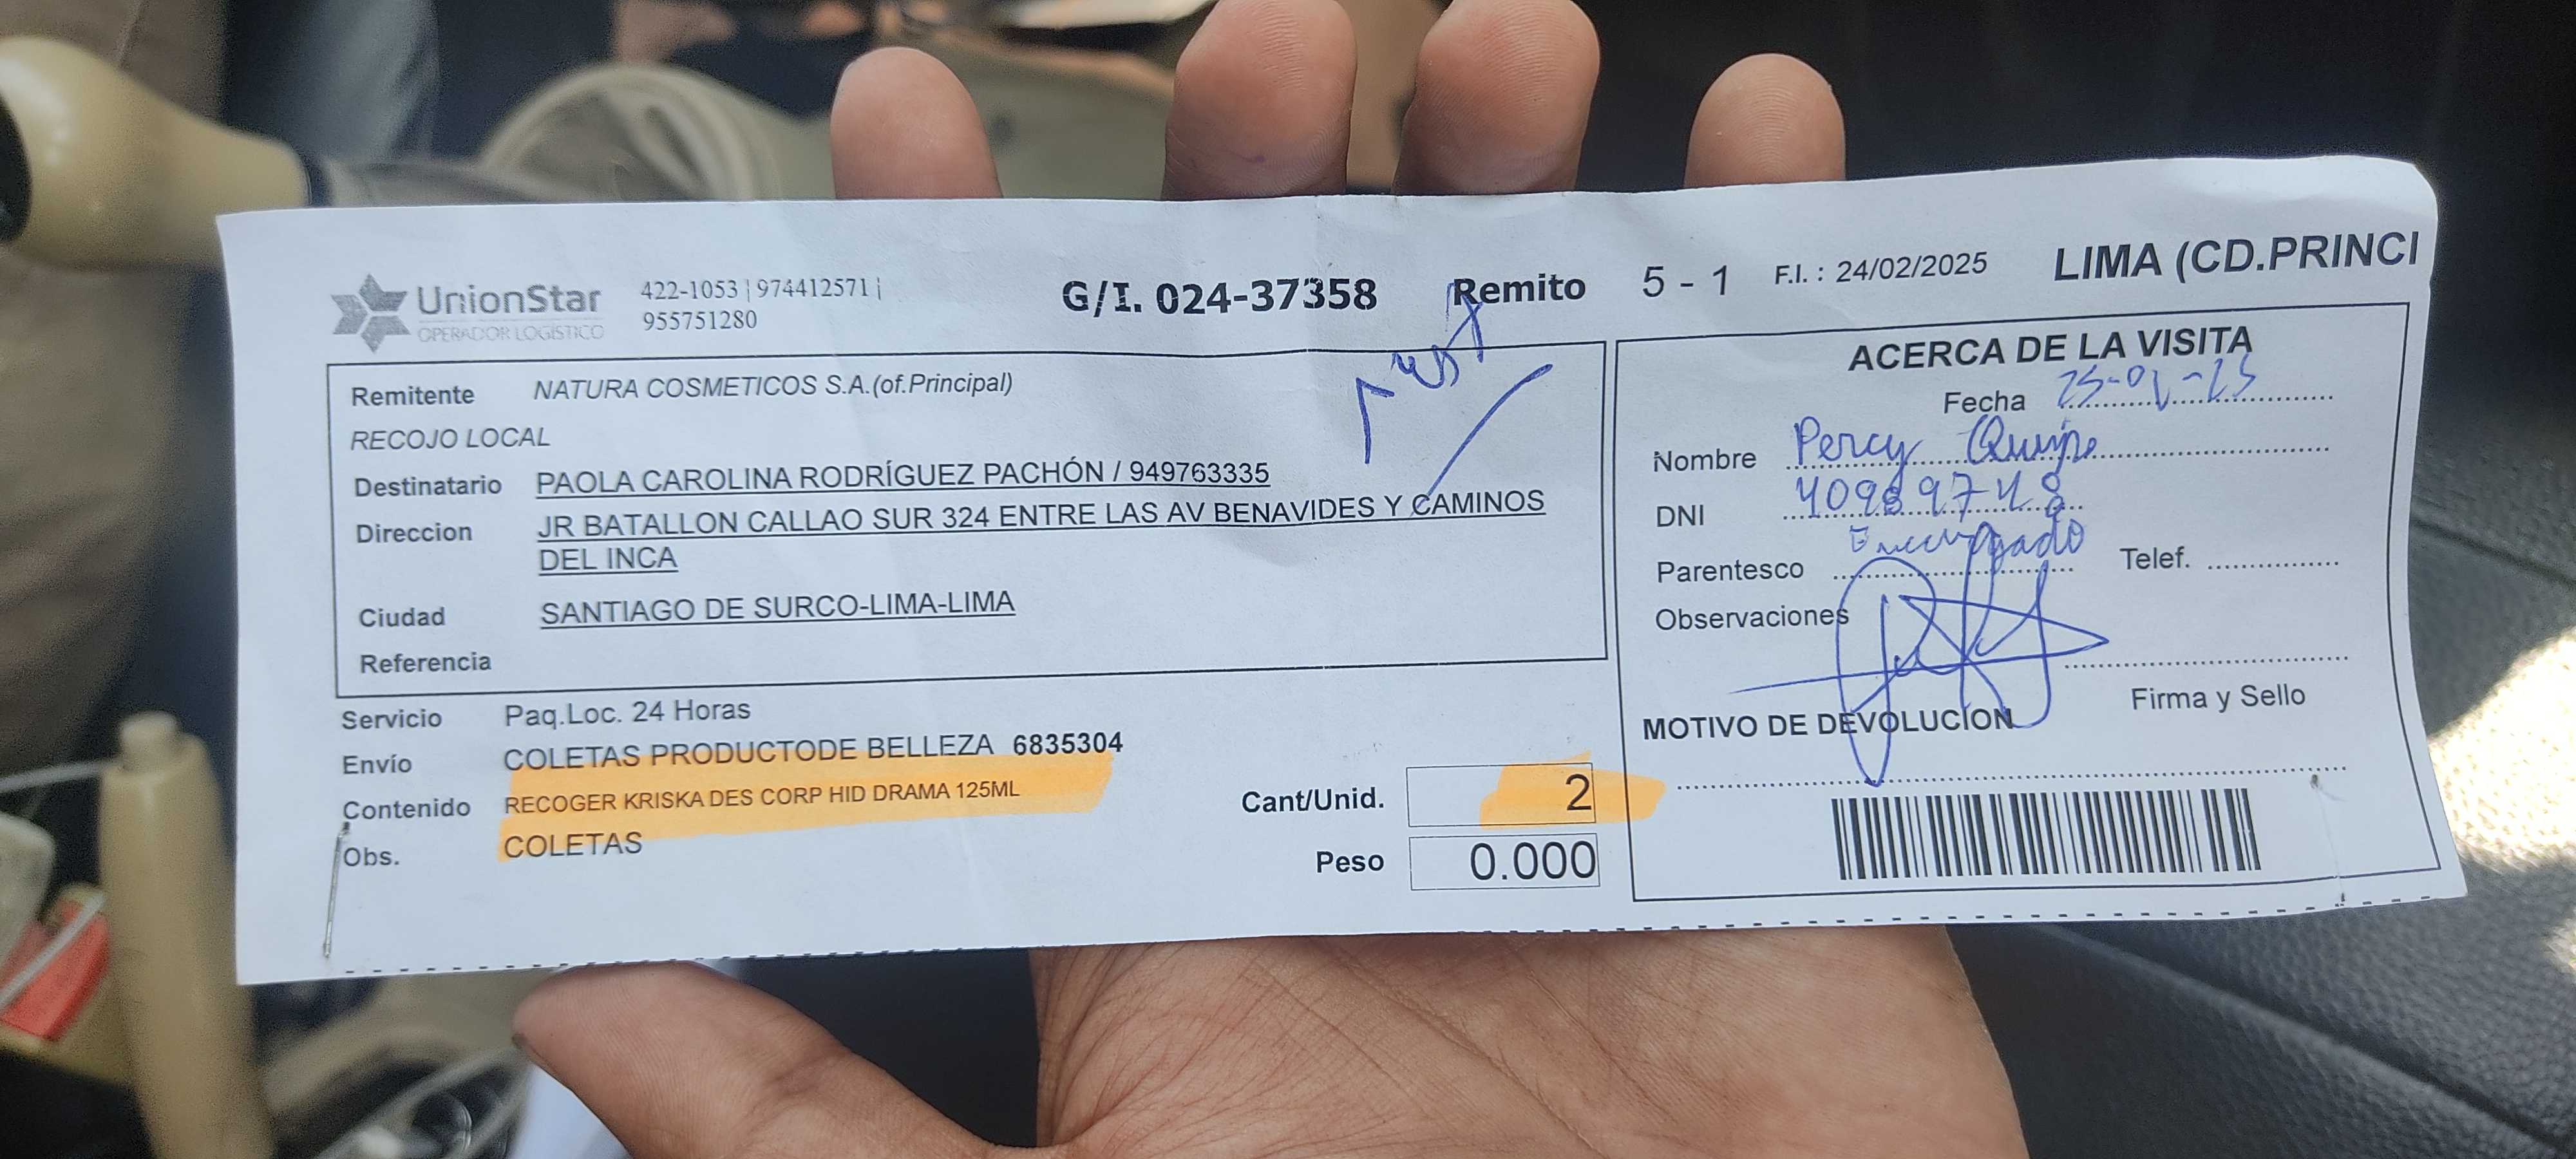 UnionStar
OPERADOR LOGISTICO
422-1053 | 974412571 |
955751280
G/I. 024-37358 Remito 5 - 1 F.I. : 24/02/2025 LIMA (CD.PRINCI
Remitente NATURA COSMETICOS S.A.(of.Principal)
RECOJO LOCAL
Destinatario PAOLA CAROLINA RODRÍGUEZ PACHÓN / 949763335
Direccion JR BATALLON CALLAO SUR 324 ENTRE LAS AV BENAVIDES Y CAMINOS
DEL INCA
Ciudad SANTIAGO DE SURCO-LIMA-LIMA
Referencia
Servicio Paq.Loc. 24 Horas
Envío COLETAS PRODUCTODE BELLEZA 6835304
Contenido RECOGER KRISKA DES CORP HID DRAMA 125ML
Obs. COLETAS
Cant/Unid. 2
Peso 0.000
ACERCA DE LA VISITA
Fecha
Nombre Percy Quispe
DNI
Parentesco Encargado Telef.
Observaciones
Firma y Sello
MOTIVO DE DEVOLUCION